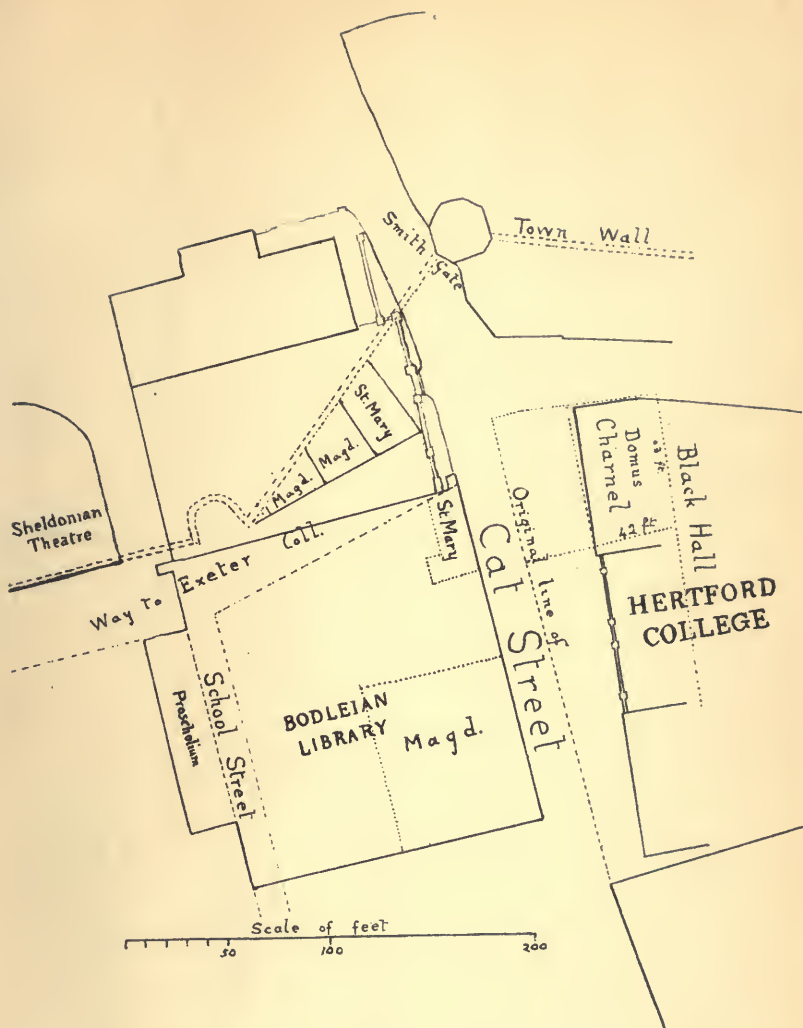 Smith Gate
Town Wall
St. Mary
Magd.
Magd.
Sheldonian
Theatre
Way To Exeter Coll.
St Mary
Original line of
Cat Street
Domus
Charnel
42 ft
Black Hall
HERTFORD
COLLEGE
School Street
Proscholium
BODLEIAN
LIBRARY
Magd.
Scale of feet
50 100 200